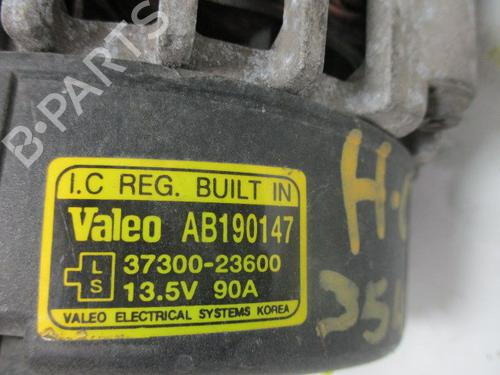 B-PARTS
I.C REG. BUILT IN
Valeo AB190147
L 37300-23600
S 13.5V 90A
VALEO ELECTRICAL SYSTEMS KOREA